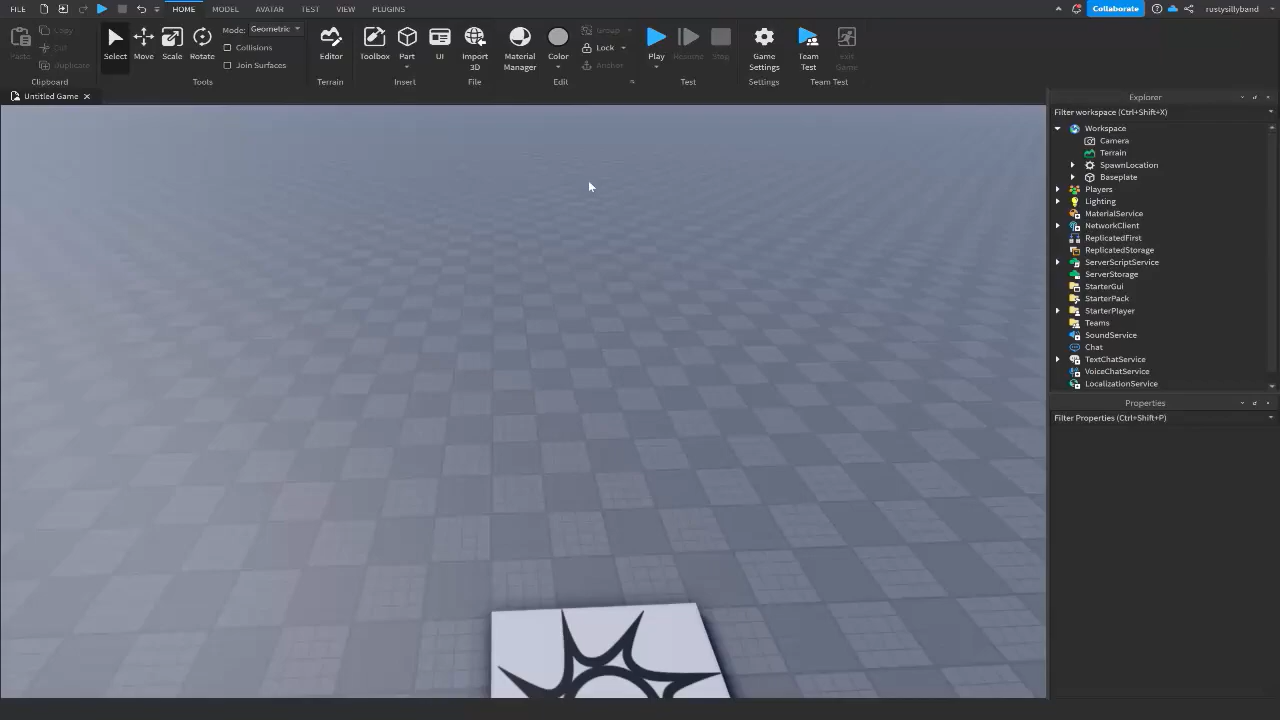 FILE HOME MODEL AVATAR TEST VIEW PLUGINS Collaborate rustysillyband
Paste Copy Cut Duplicate Clipboard
Select Move Scale Rotate Mode: Geometric Collisions Join Surfaces Tools
Editor Terrain
Toolbox Part UI Insert
Import 3D File
Material Manager Color Group Lock Anchor Edit
Play Resume Stop Test
Game Settings Settings
Team Test Exit Game Team Test
Untitled Game
Explorer
Filter workspace (Ctrl+Shift+X)
Workspace
Camera
Terrain
SpawnLocation
Baseplate
Players
Lighting
MaterialService
NetworkClient
ReplicatedFirst
ReplicatedStorage
ServerScriptService
ServerStorage
StarterGui
StarterPack
StarterPlayer
Teams
SoundService
Chat
TextChatService
VoiceChatService
LocalizationService
Properties
Filter Properties (Ctrl+Shift+P)